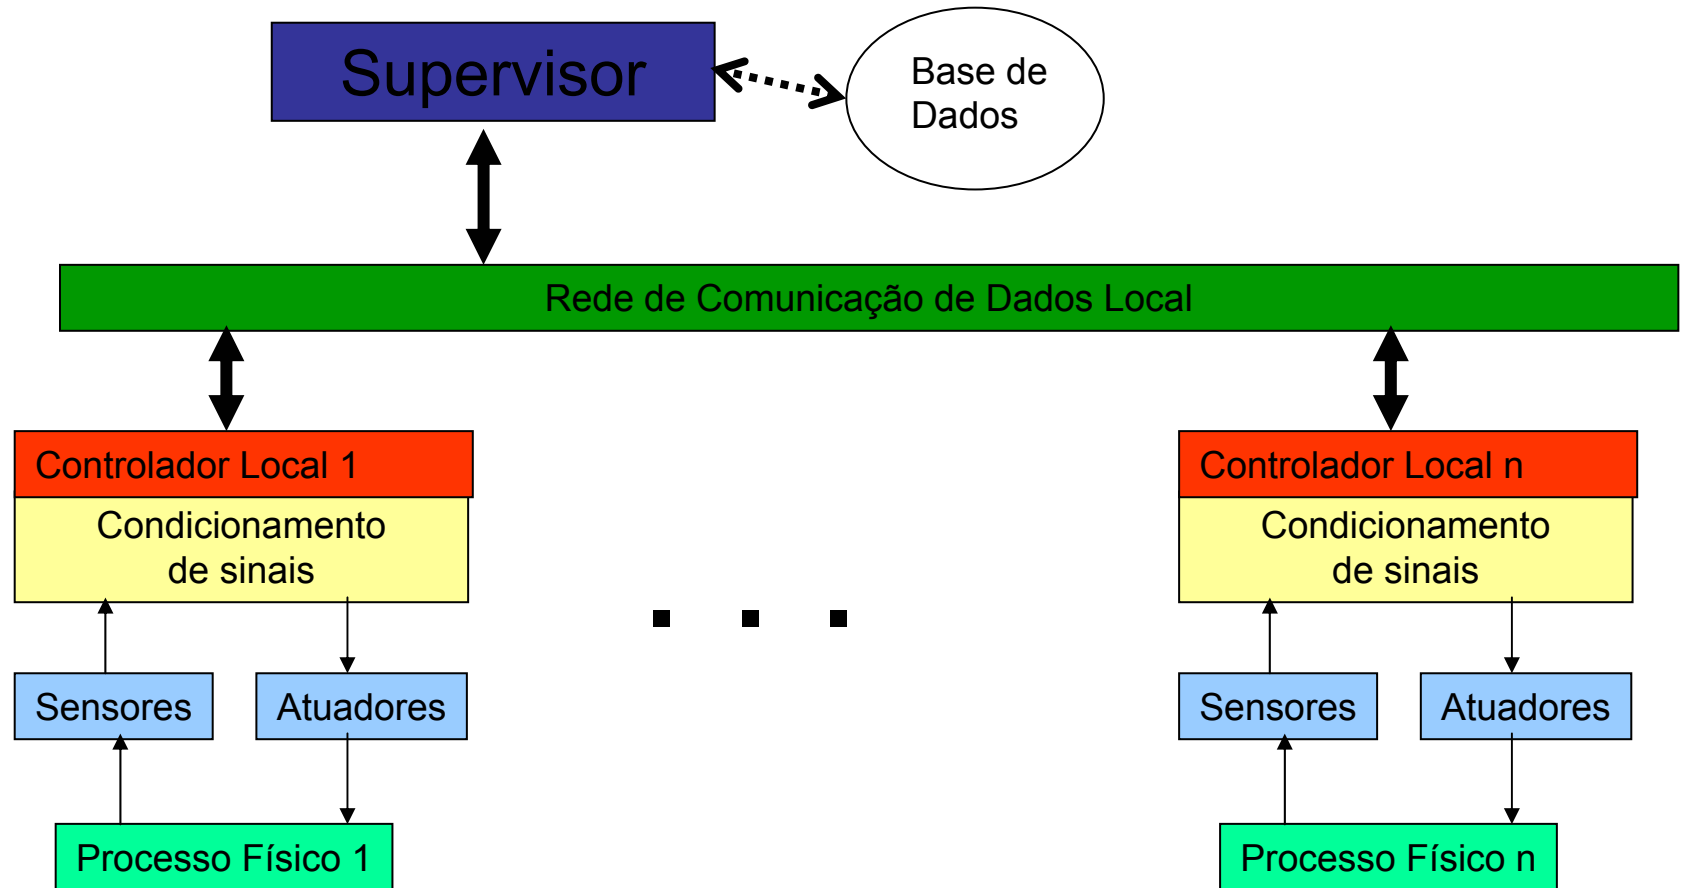 Supervisor
Base de
Dados
Rede de Comunicação de Dados Local
Controlador Local 1
Condicionamento
de sinais
Sensores
Atuadores
Processo Físico 1
Controlador Local n
Condicionamento
de sinais
Sensores
Atuadores
Processo Físico n